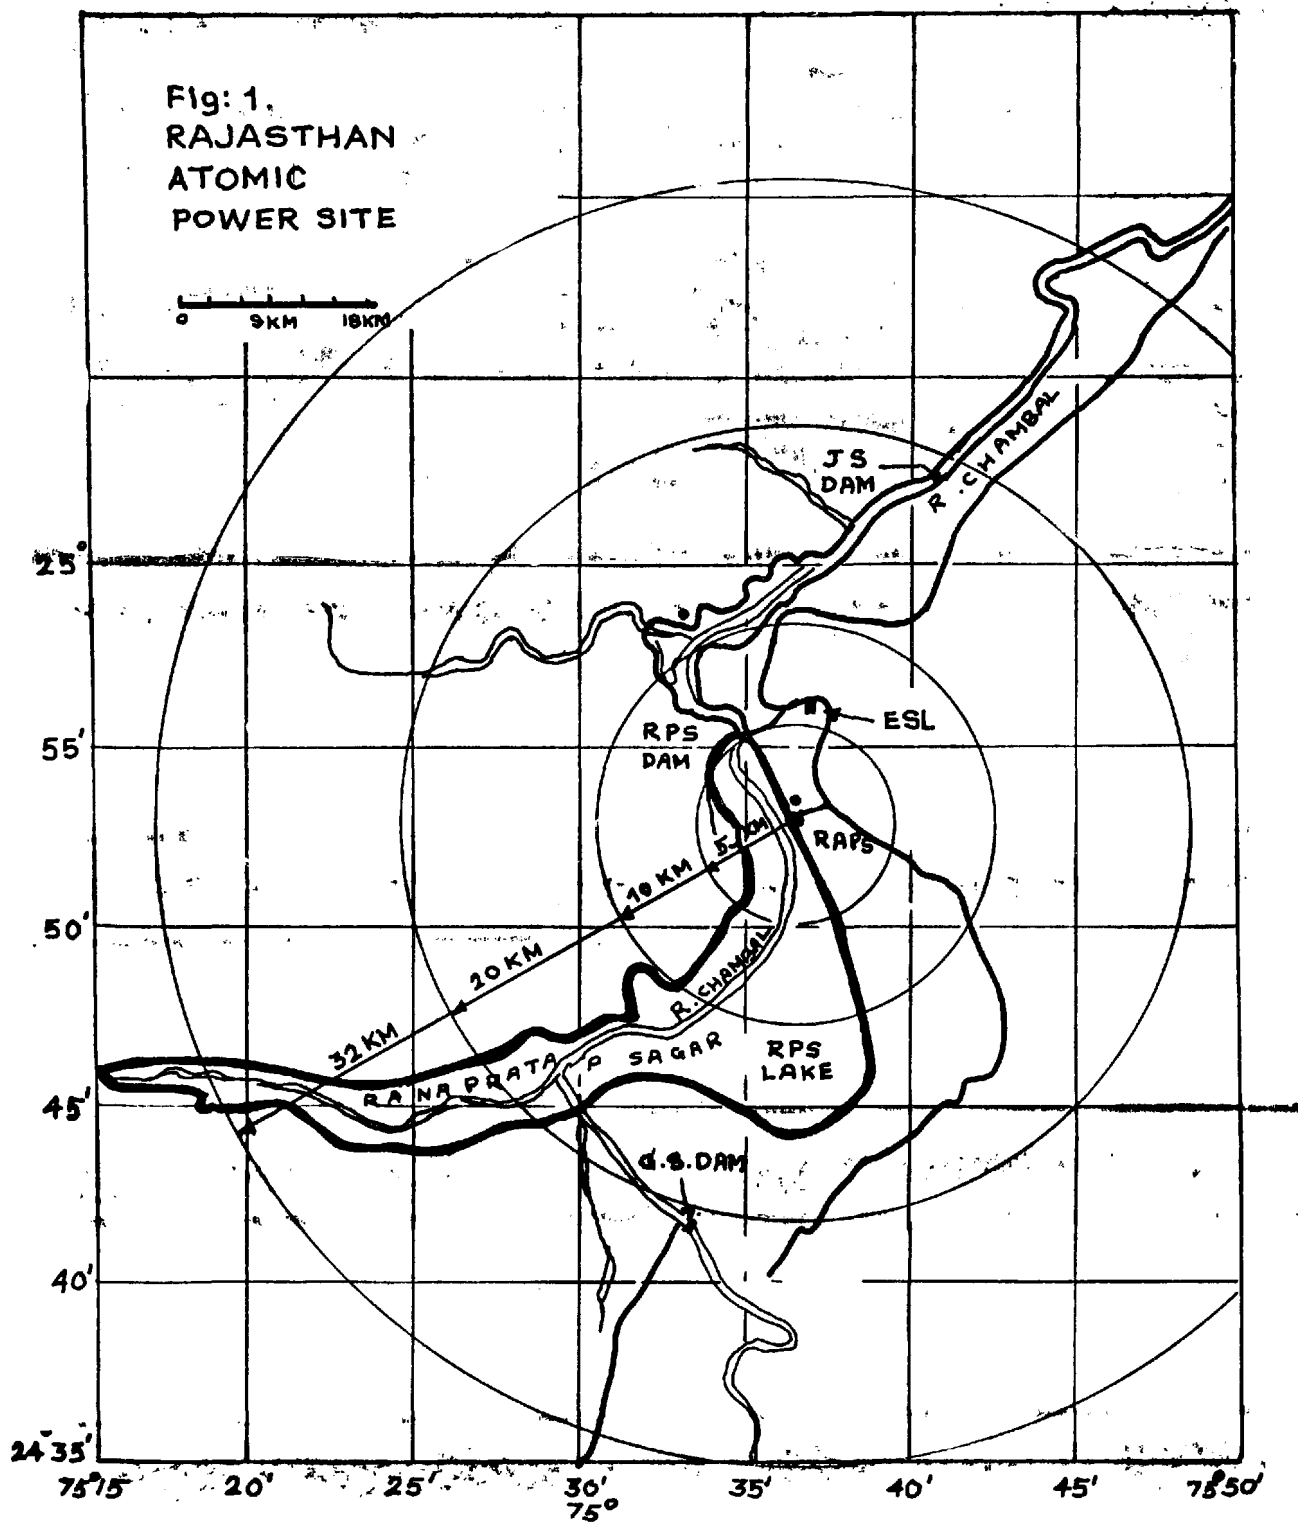 Fig: 1.
RAJASTHAN
ATOMIC
POWER SITE
0 9KM 18KM
JS
DAM
R. CHAMBAL
25°
ESL
RPS
DAM
55'
5 KM
RAPS
10 KM
50'
20 KM
R. CHAMBAL
32 KM
RANA PRATAP SAGAR
RPS
LAKE
45'
G.S. DAM
40'
24°35'
75°15' 20' 25' 30' 35' 40' 45' 75°50'
75°